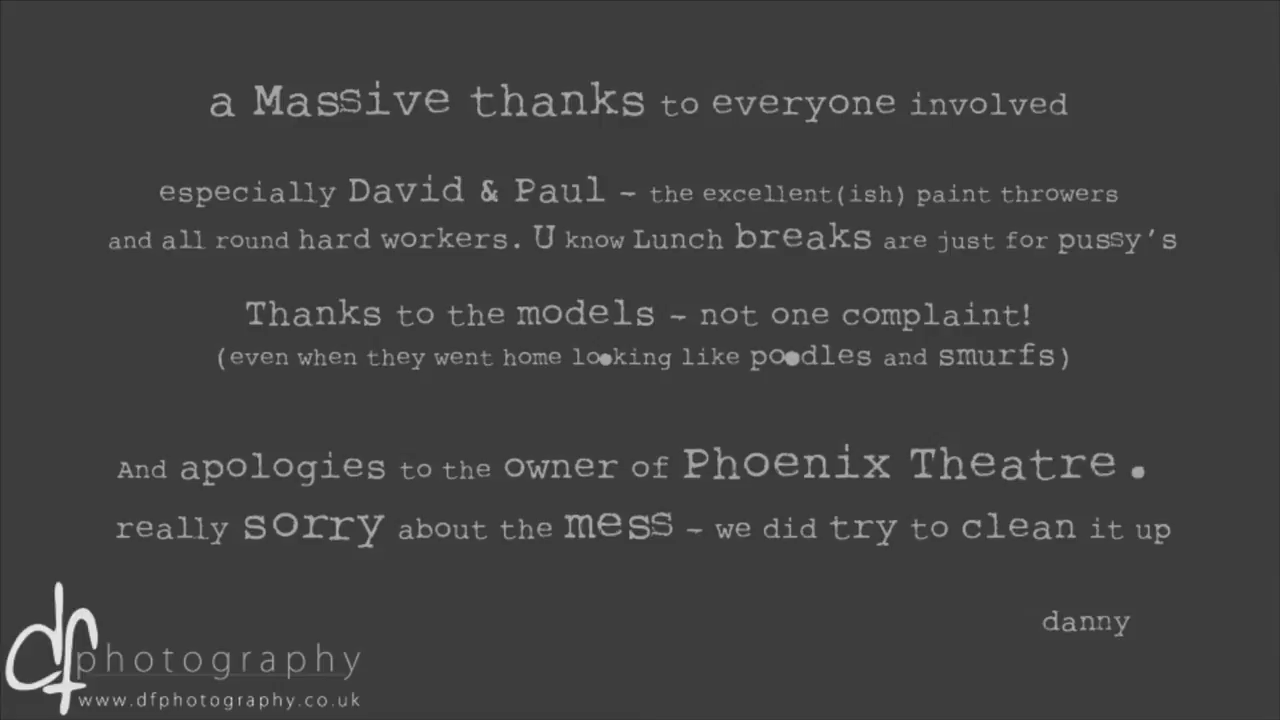 a Massive thanks to everyone involved
especially David & Paul - the excellent(ish) paint throwers
and all round hard workers. U know Lunch breaks are just for pussy's
Thanks to the models - not one complaint!
(even when they went home looking like poodles and smurfs)
And apologies to the owner of Phoenix Theatre.
really sorry about the mess - we did try to clean it up
danny
df photography
www.dfphotography.co.uk